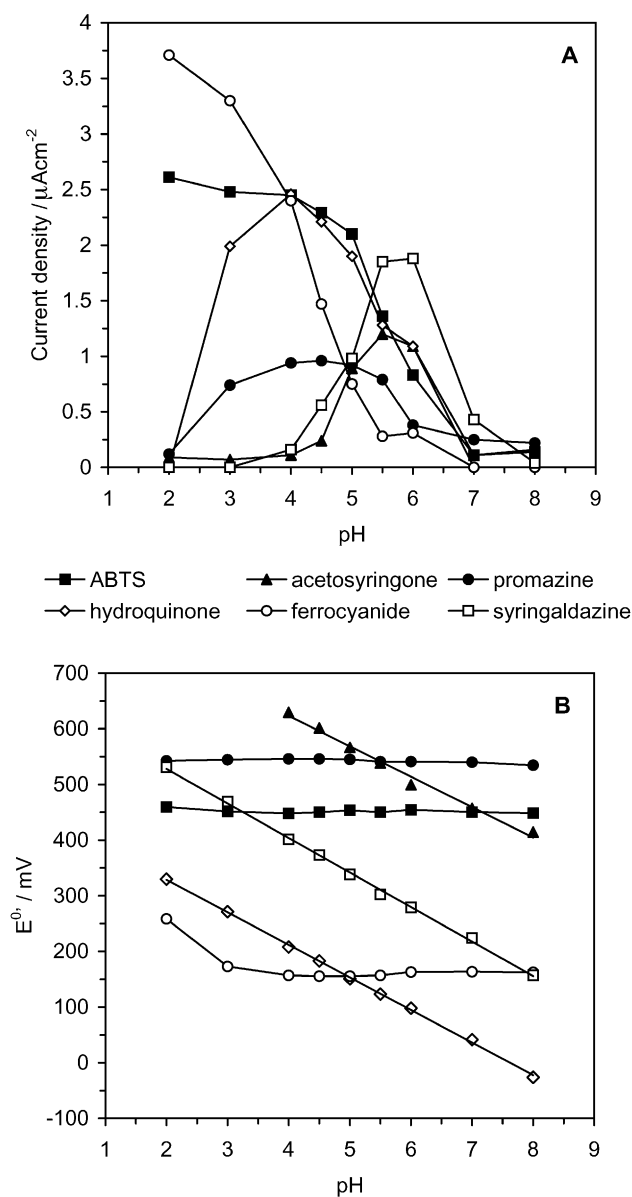 A
Current density / µAcm-2
4
3.5
3
2.5
2
1.5
1
0.5
0
1 2 3 4 5 6 7 8 9
pH
ABTS acetosyringone promazine
hydroquinone ferrocyanide syringaldazine
B
E0, / mV
700
600
500
400
300
200
100
0
-100
1 2 3 4 5 6 7 8 9
pH